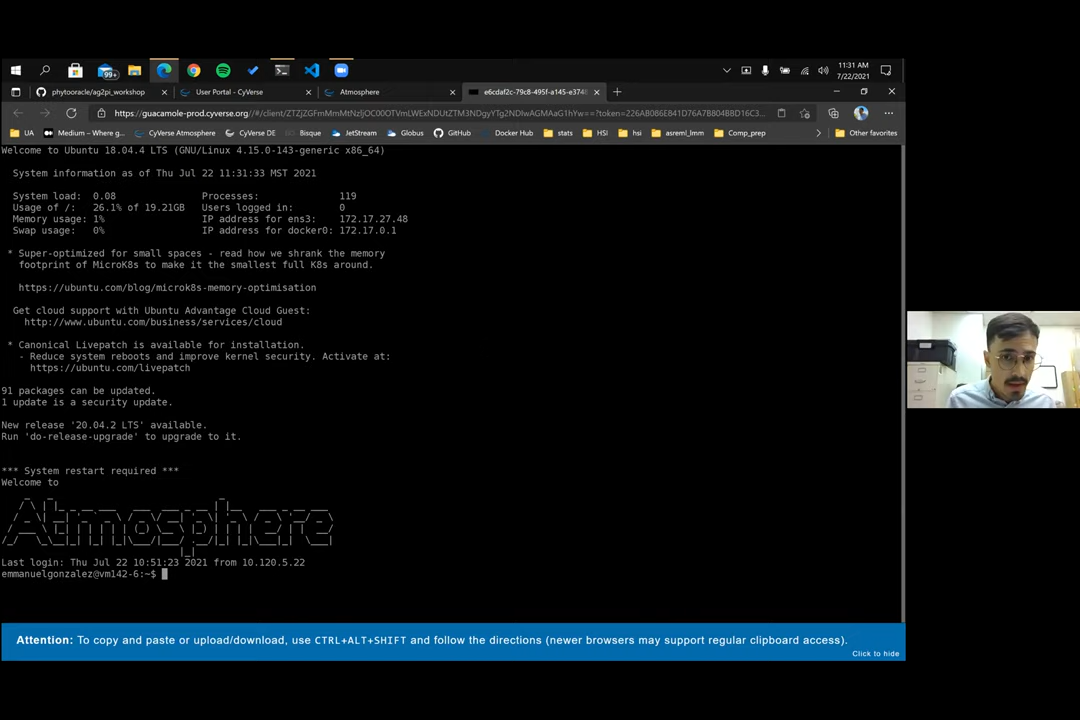 99+
11:31 AM
7/22/2021
phytooracle/ag2pi_workshop
User Portal - CyVerse
Atmosphere
e6cdaf2c-79c8-495f-a145-e374
UA
Medium – Where g...
CyVerse Atmosphere
CyVerse DE
Bisque
JetStream
Globus
GitHub
Docker Hub
stats
HSI
hsi
asreml_lmm
Comp_prep
Other favorites
Welcome to Ubuntu 18.04.4 LTS (GNU/Linux 4.15.0-143-generic x86_64)
System information as of Thu Jul 22 11:31:33 MST 2021
System load: 0.08 Processes: 119
Usage of /: 26.1% of 19.21GB Users logged in: 0
Memory usage: 1% IP address for ens3: 172.17.27.48
Swap usage: 0% IP address for docker0: 172.17.0.1
* Super-optimized for small spaces - read how we shrank the memory
footprint of MicroK8s to make it the smallest full K8s around.
https://ubuntu.com/blog/microk8s-memory-optimisation
Get cloud support with Ubuntu Advantage Cloud Guest:
http://www.ubuntu.com/business/services/cloud
* Canonical Livepatch is available for installation.
- Reduce system reboots and improve kernel security. Activate at:
https://ubuntu.com/livepatch
91 packages can be updated.
1 update is a security update.
New release '20.04.2 LTS' available.
Run 'do-release-upgrade' to upgrade to it.
*** System restart required ***
Welcome to
Atmosphere
Last login: Thu Jul 22 10:51:23 2021 from 10.120.5.22
emmanuelgonzalez@vm142-6:~$
Attention: To copy and paste or upload/download, use CTRL+ALT+SHIFT and follow the directions (newer browsers may support regular clipboard access).
Click to hide